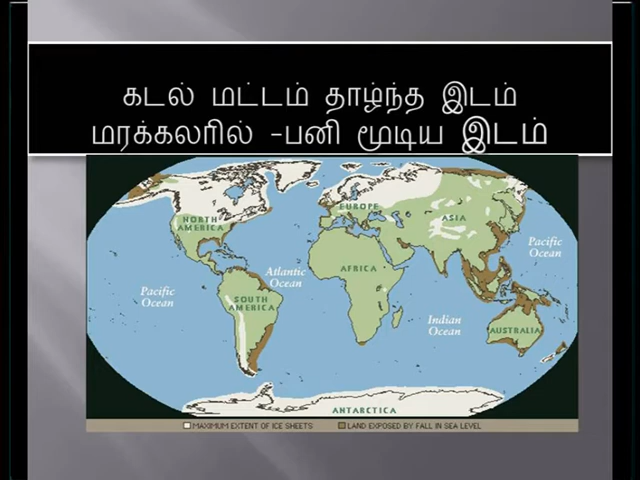 கடல் மட்டம் தாழ்ந்த இடம்
மரக்கலரில் -பனி மூடிய இடம்
NORTH
AMERICA
EUROPE
ASIA
Pacific
Ocean
Atlantic
Ocean
AFRICA
Pacific
Ocean
SOUTH
AMERICA
Indian
Ocean
AUSTRALIA
ANTARCTICA
MAXIMUM EXTENT OF ICE SHEETS LAND EXPOSED BY FALL IN SEA LEVEL